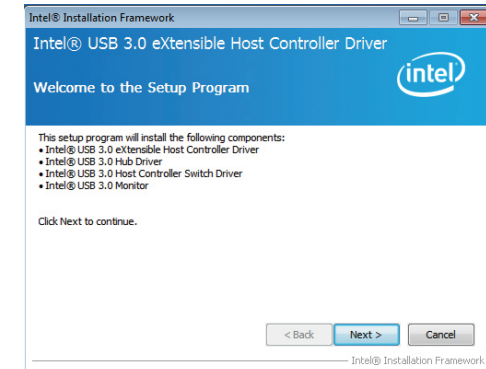 Intel® Installation Framework
Intel® USB 3.0 eXtensible Host Controller Driver
intel
Welcome to the Setup Program
This setup program will install the following components:
• Intel® USB 3.0 eXtensible Host Controller Driver
• Intel® USB 3.0 Hub Driver
• Intel® USB 3.0 Host Controller Switch Driver
• Intel® USB 3.0 Monitor
Click Next to continue.
< Back Next > Cancel
Intel® Installation Framework